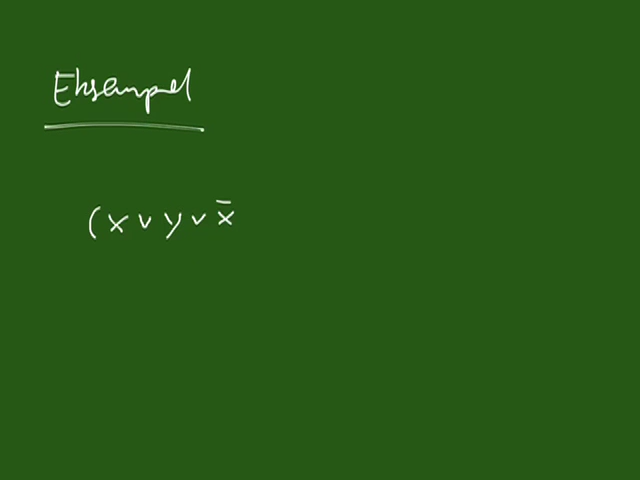 Eksempel
(x ∨ y ∨ x̄